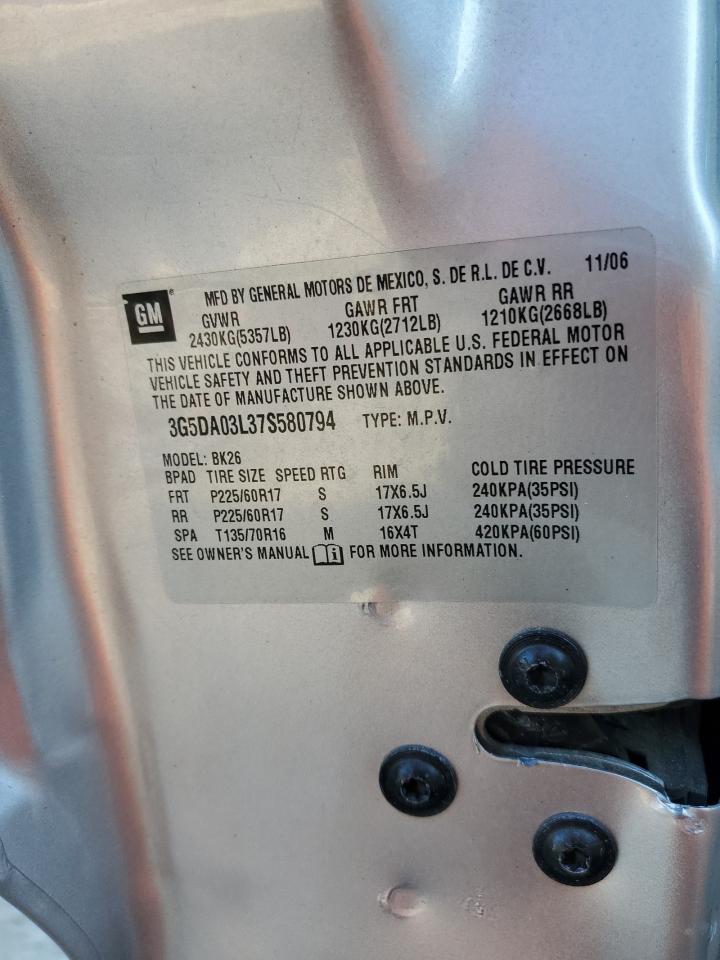 GM ® MFD BY GENERAL MOTORS DE MEXICO, S. DE R.L. DE C.V. 11/06
GVWR GAWR FRT GAWR RR
2430KG(5357LB) 1230KG(2712LB) 1210KG(2668LB)
THIS VEHICLE CONFORMS TO ALL APPLICABLE U.S. FEDERAL MOTOR
VEHICLE SAFETY AND THEFT PREVENTION STANDARDS IN EFFECT ON
THE DATE OF MANUFACTURE SHOWN ABOVE.
3G5DA03L37S580794 TYPE: M.P.V.
MODEL: BK26
BPAD TIRE SIZE SPEED RTG RIM COLD TIRE PRESSURE
FRT P225/60R17 S 17X6.5J 240KPA(35PSI)
RR P225/60R17 S 17X6.5J 240KPA(35PSI)
SPA T135/70R16 M 16X4T 420KPA(60PSI)
SEE OWNER'S MANUAL i FOR MORE INFORMATION.